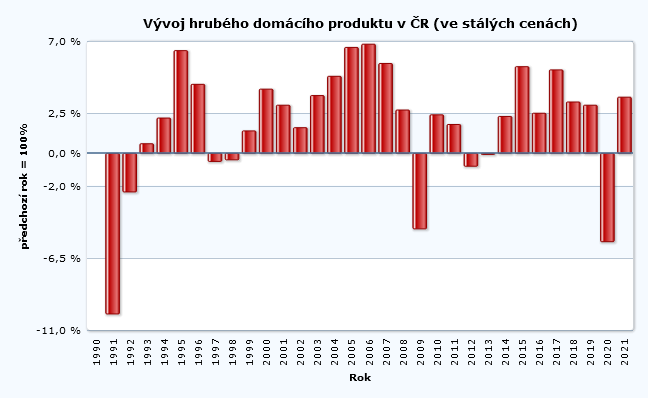 Vývoj hrubého domácího produktu v ČR (ve stálých cenách)
předchozí rok = 100%
7,0 %
2,5 %
0,0 %
-2,0 %
-6,5 %
-11,0 %
1990 1991 1992 1993 1994 1995 1996 1997 1998 1999 2000 2001 2002 2003 2004 2005 2006 2007 2008 2009 2010 2011 2012 2013 2014 2015 2016 2017 2018 2019 2020 2021
Rok